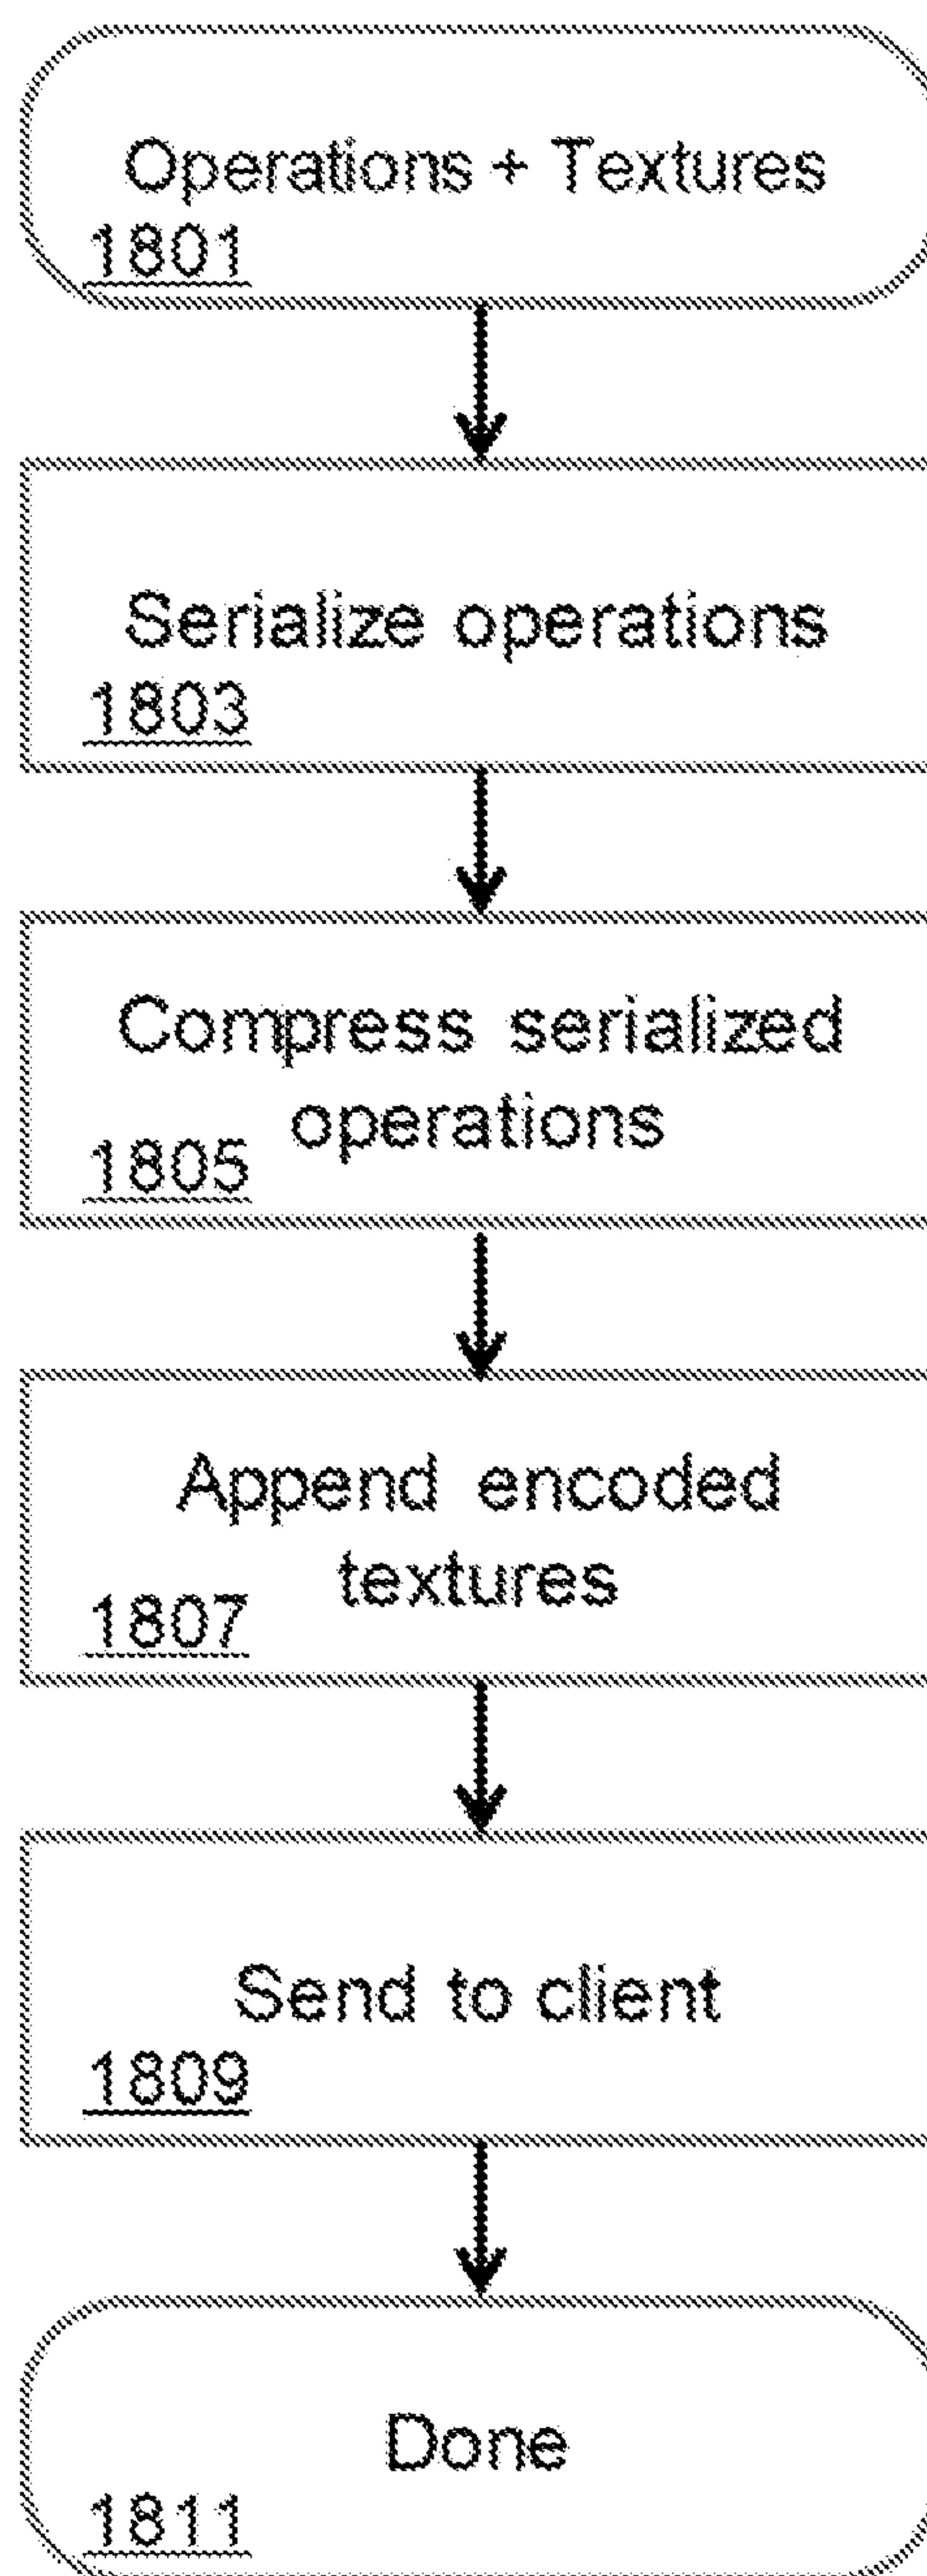 Operations + Textures
1801
Serialize operations
1803
Compress serialized
operations
1805
Append encoded
textures
1807
Send to client
1809
Done
1811